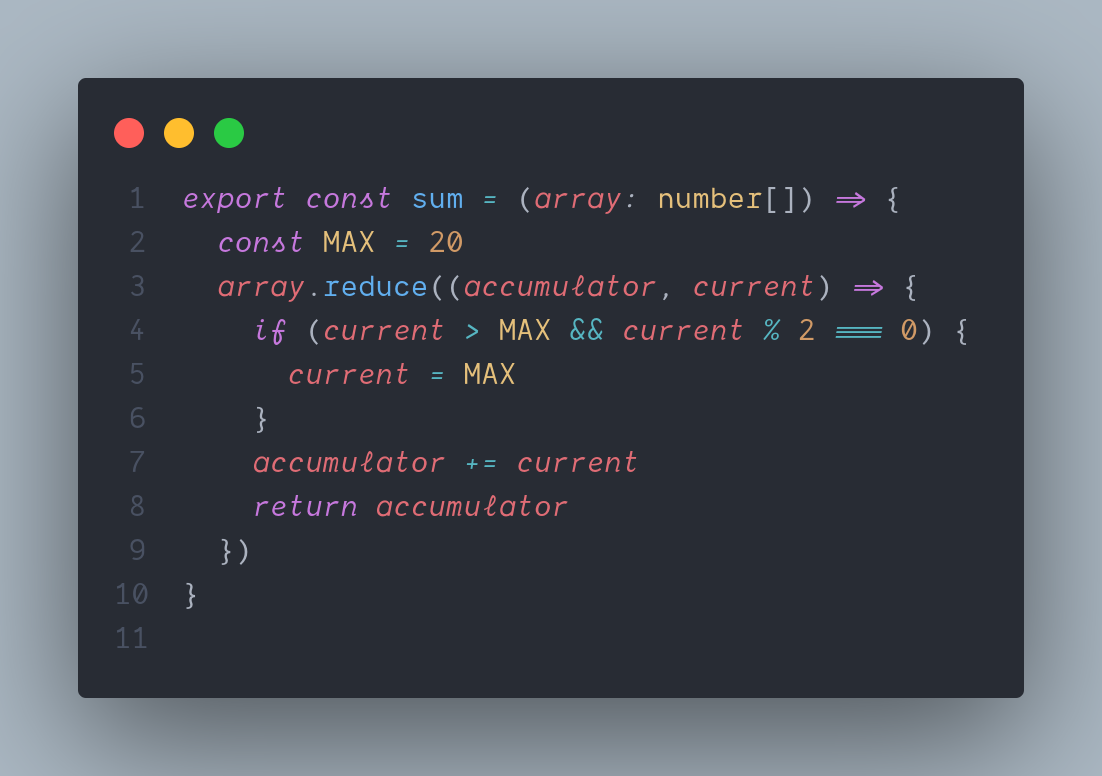 1 export const sum = (array: number[]) => {
2   const MAX = 20
3   array.reduce((accumulator, current) => {
4     if (current > MAX && current % 2 === 0) {
5       current = MAX
6     }
7     accumulator += current
8     return accumulator
9   })
10 }
11